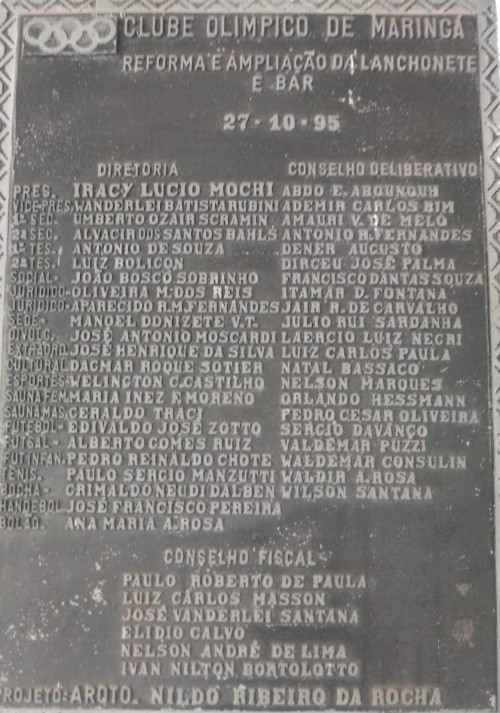 CLUBE OLIMPICO DE MARINGÁ
REFORMA E AMPLIAÇÃO DA LANCHONETE
E BAR
27-10-95
DIRETORIA
PRES. IRACY LUCIO MOCHI
VICE-PRES. WANDERLEI BATISTA RUBINI
1º SEC. UMBERTO OZAIR SCRAMIN
2º SEC. ALVACIR DOS SANTOS BAHLS
1º TES. ANTONIO DE SOUZA
2º TES. LUIZ BOLICON
SOCIAL- JOÃO BOSCO SOBRINHO
JURIDICO- OLIVEIRA M. DOS REIS
JURIDICO- APARECIDO R.M. FERNANDES
SEDE- MANOEL DONIZETE V.T.
DIVULG. JOSÉ ANTONIO MOSCARDI
JOSÉ HENRIQUE DA SILVA
CULTURAL DAGMAR ROQUE SOTIER
ESPORTES- WELINGTON C. CASTILHO
SAUNA FEM. MARIA INEZ E MORENO
SAUNA MAS. GERALDO TRACI
FUTEBOL- EDIVALDO JOSÉ ZOTTO
FUTSAL- ALBERTO GOMES RUIZ
FUT.INFAN. PEDRO REINALDO CHOTE
TENIS. PAULO SERGIO MANZUTTI
BOCHA- GRIMALDO NEUDI DALBEN
HANDEBOL JOSÉ FRANCISCO PEREIRA
BOLÃO. ANA MARIA A. ROSA
CONSELHO DELIBERATIVO
ABDO E. ABOUNOUH
ADEMIR CARLOS BIM
AMAURI V. DE MELO
ANTONIO R. FERNANDES
DENER AUGUSTO
DIRCEU JOSÉ PALMA
FRANCISCO DANTAS SOUZA
ITAMAR D. FONTANA
JAIR R. DE CARVALHO
JULIO RUI SARDANHA
LAERCIO LUIZ NEGRI
LUIZ CARLOS PAULA
NATAL BASSACO
NELSON MARQUES
ORLANDO HESSMANN
PEDRO CESAR OLIVEIRA
SERGIO DAVANÇO
VALDEMAR PUZZI
WALDEMAR CONSULIN
WALDIR A. ROSA
WILSON SANTANA
CONSELHO FISCAL
PAULO ROBERTO DE PAULA
LUIZ CARLOS MASSON
JOSÉ VANDERLEI SANTANA
ELIDIO CALVO
NELSON ANDRÉ DE LIMA
IVAN NILTON BORTOLOTTO
PROJETO: ARQTO. NILDO RIBEIRO DA ROCHA